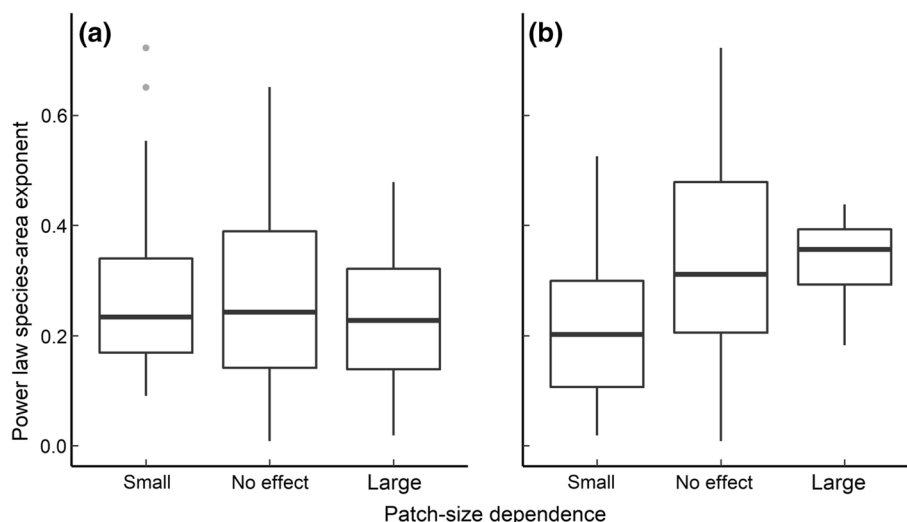 (a)
(b)
Power law species-area exponent
0.6
0.4
0.2
0.0
Small No effect Large
Small No effect Large
Patch-size dependence